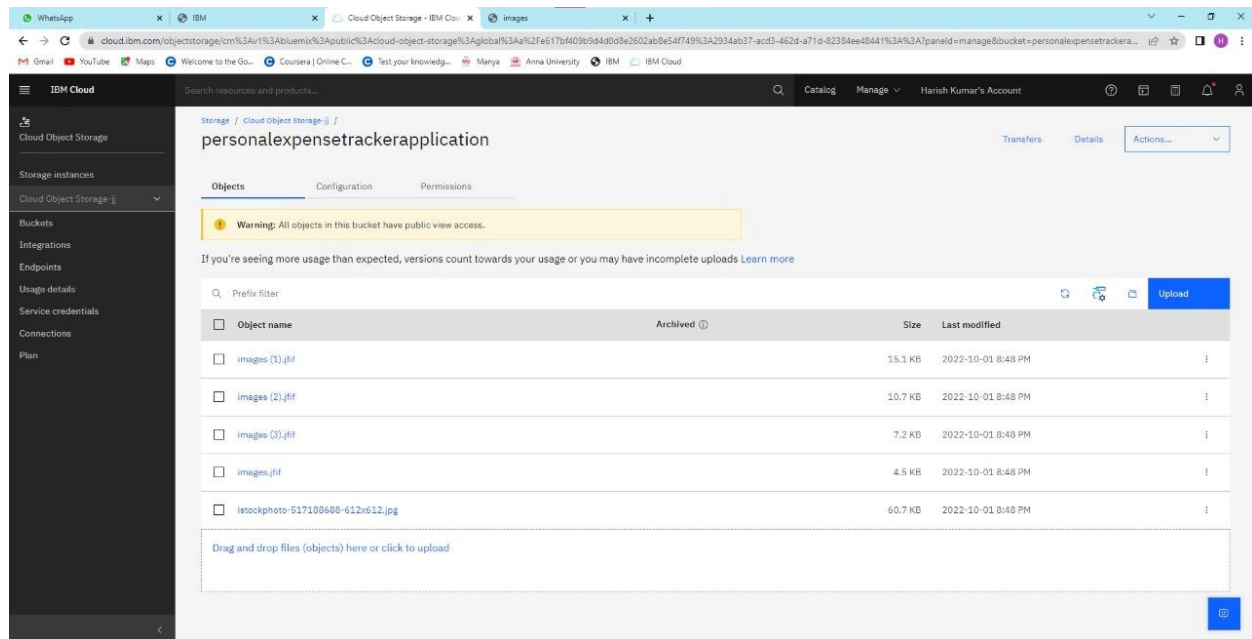 WhatsApp IBM Cloud Object Storage - IBM Clou images
cloud.ibm.com/objectstorage/crn%3Av1%3Abluemix%3Apublic%3Acloud-object-storage%3Aglobal%3Aa%2Fe617bf409b9d4d0d8e2602ab8e54f749%3A2934ab37-acd3-462d-a71d-82384ee48441%3A%3A?paneId=manage&bucket=personalexpensetrackera...
Gmail YouTube Maps Welcome to the Go... Coursera | Online C... Test your knowledg... Manya Anna University IBM IBM Cloud
IBM Cloud Search resources and products... Catalog Manage Harish Kumar's Account
Cloud Object Storage
Storage instances
Cloud Object Storage-jj
Buckets
Integrations
Endpoints
Usage details
Service credentials
Connections
Plan
Storage / Cloud Object Storage-jj /
personalexpensetrackerapplication
Transfers Details Actions...
Objects Configuration Permissions
Warning: All objects in this bucket have public view access.
If you're seeing more usage than expected, versions count towards your usage or you may have incomplete uploads Learn more
Prefix filter Upload
Object name Archived Size Last modified
images (1).jfif 15.1 KB 2022-10-01 8:48 PM
images (2).jfif 10.7 KB 2022-10-01 8:48 PM
images (3).jfif 7.2 KB 2022-10-01 8:48 PM
images.jfif 4.5 KB 2022-10-01 8:48 PM
istockphoto-517188688-612x612.jpg 60.7 KB 2022-10-01 8:48 PM
Drag and drop files (objects) here or click to upload